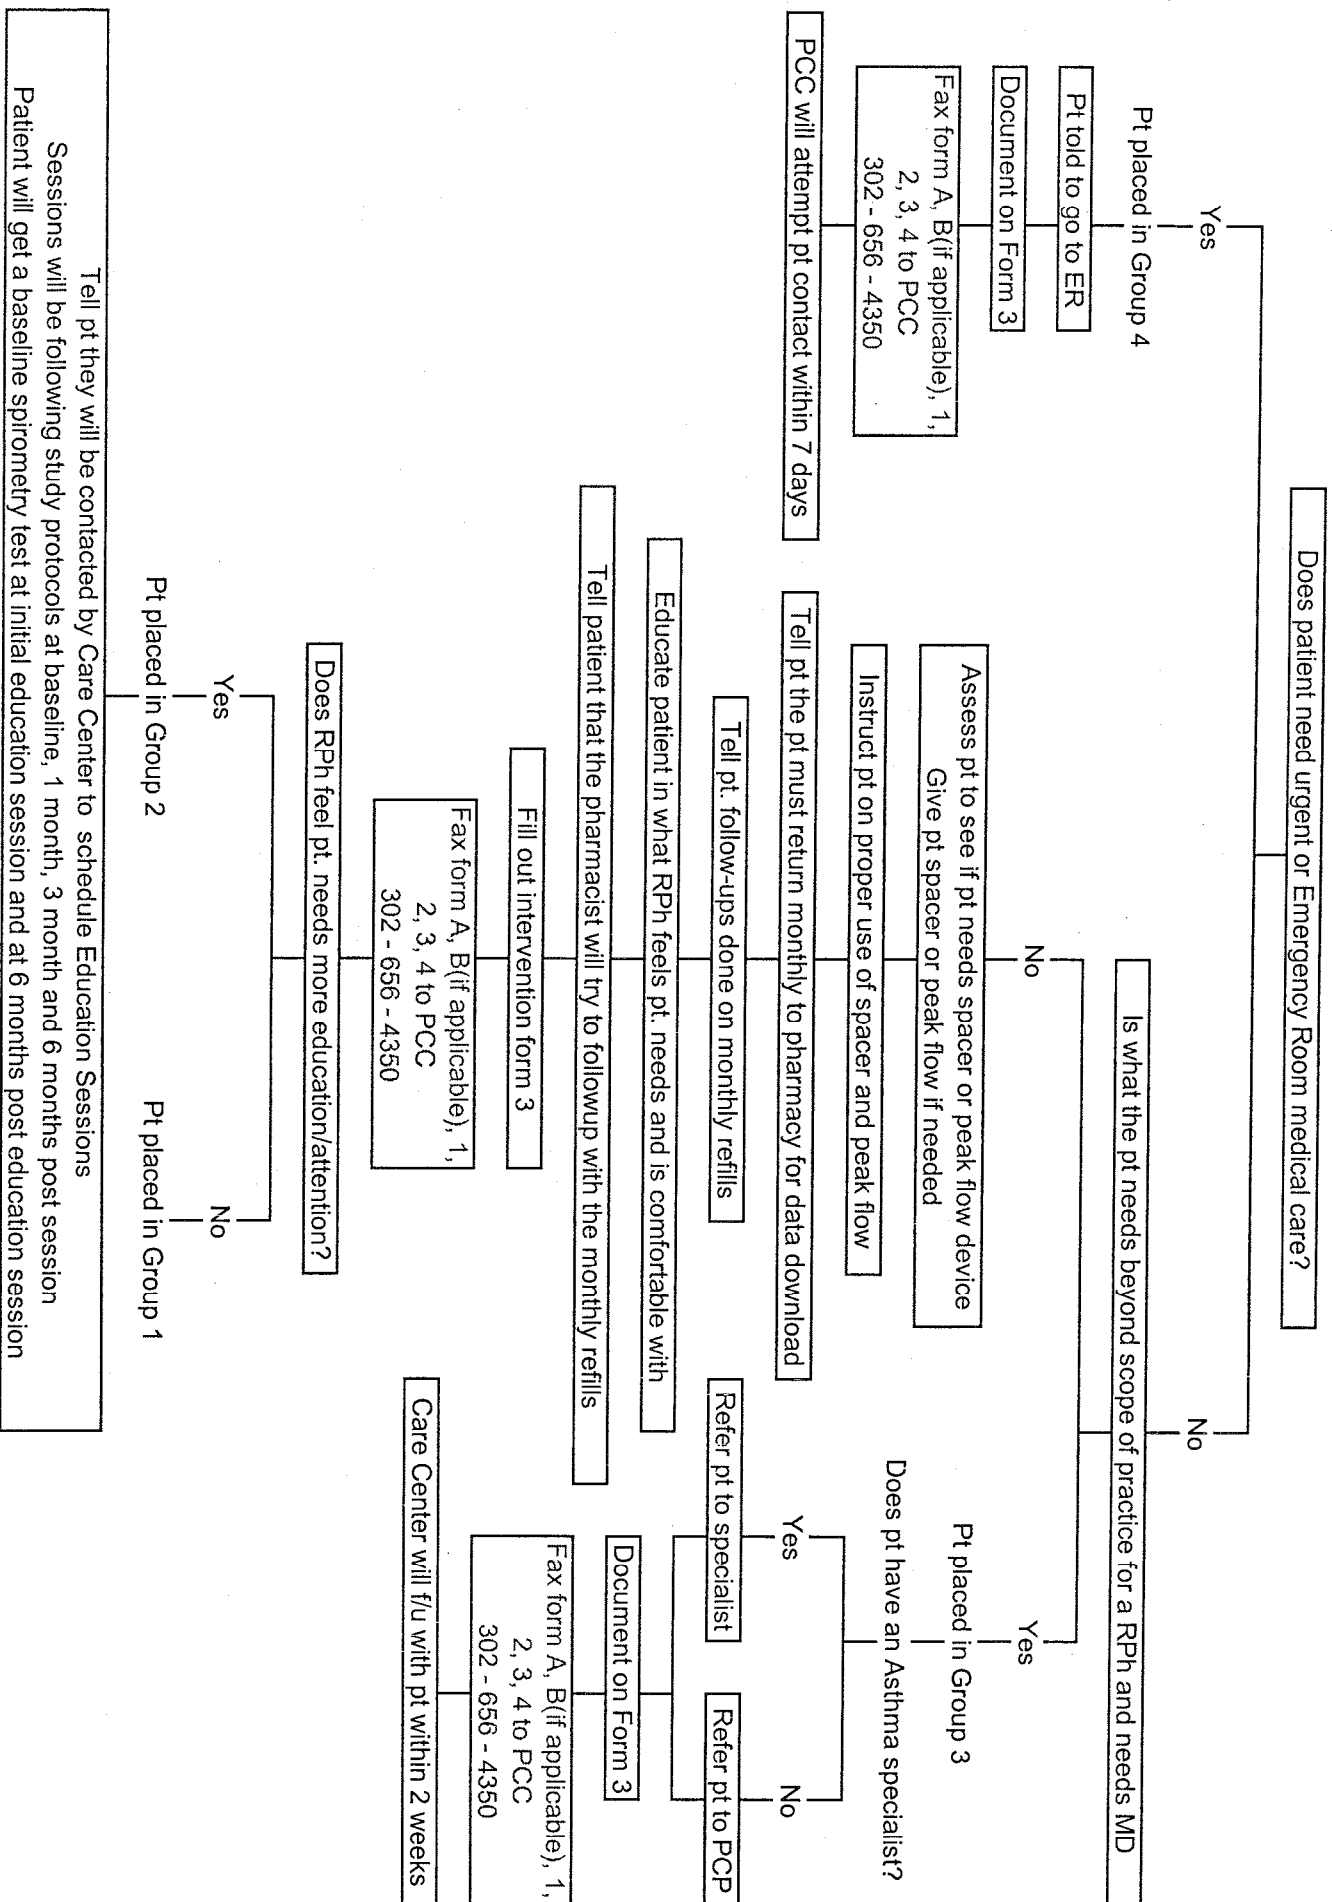 Does patient need urgent or Emergency Room medical care?
Yes
Pt placed in Group 4
Pt told to go to ER
Document on Form 3
Fax form A, B(if applicable), 1,
2, 3, 4 to PCC
302 - 656 - 4350
PCC will attempt pt contact within 7 days
No
Is what the pt needs beyond scope of practice for a RPh and needs MD
No
Assess pt to see if pt needs spacer or peak flow device
Give pt spacer or peak flow if needed
Instruct pt on proper use of spacer and peak flow
Tell pt the pt must return monthly to pharmacy for data download
Tell pt. follow-ups done on monthly refills
Educate patient in what RPh feels pt. needs and is comfortable with
Tell patient that the pharmacist will try to followup with the monthly refills
Fill out intervention form 3
Fax form A, B(if applicable), 1,
2, 3, 4 to PCC
302 - 656 - 4350
Does RPh feel pt. needs more education/attention?
Yes
Pt placed in Group 2
Tell pt they will be contacted by Care Center to schedule Education Sessions
Sessions will be following study protocols at baseline, 1 month, 3 month and 6 months post session
Patient will get a baseline spirometry test at initial education session and at 6 months post education session
No
Pt placed in Group 1
Yes
Pt placed in Group 3
Does pt have an Asthma specialist?
Yes
Refer pt to specialist
No
Refer pt to PCP
Document on Form 3
Fax form A, B(if applicable), 1,
2, 3, 4 to PCC
302 - 656 - 4350
Care Center will f/u with pt within 2 weeks